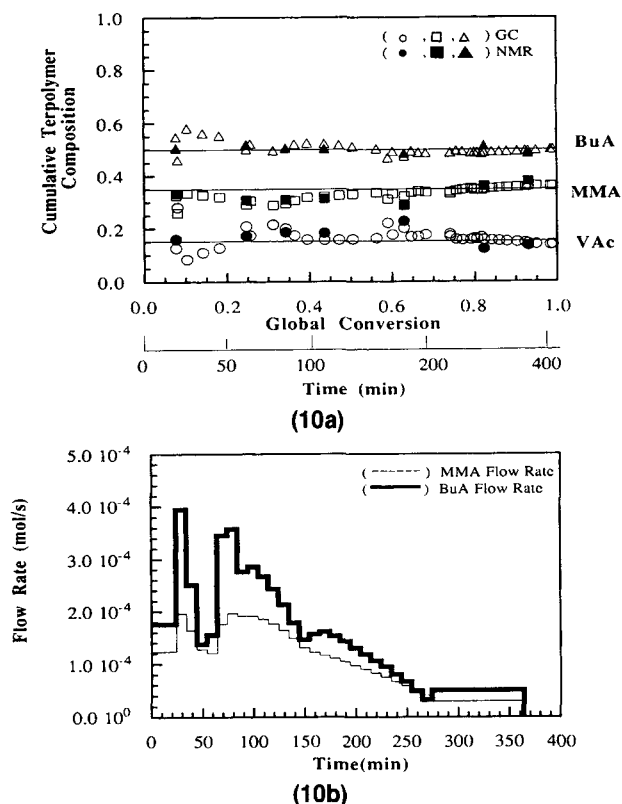 1.0
0.8
0.6
0.4
0.2
0.0
Cumulative Terpolymer
Composition
( ○ , □ , △ ) GC
( ● , ■ , ▲ ) NMR
BuA
MMA
VAc
0.0 0.2 0.4 0.6 0.8 1.0
Global Conversion
0 50 100 200 300 400
Time (min)
(10a)
5.0 10⁻⁴
4.0 10⁻⁴
3.0 10⁻⁴
2.0 10⁻⁴
1.0 10⁻⁴
0.0 10⁰
Flow Rate (mol/s)
( ) MMA Flow Rate
( ) BuA Flow Rate
0 50 100 150 200 250 300 350 400
Time(min)
(10b)